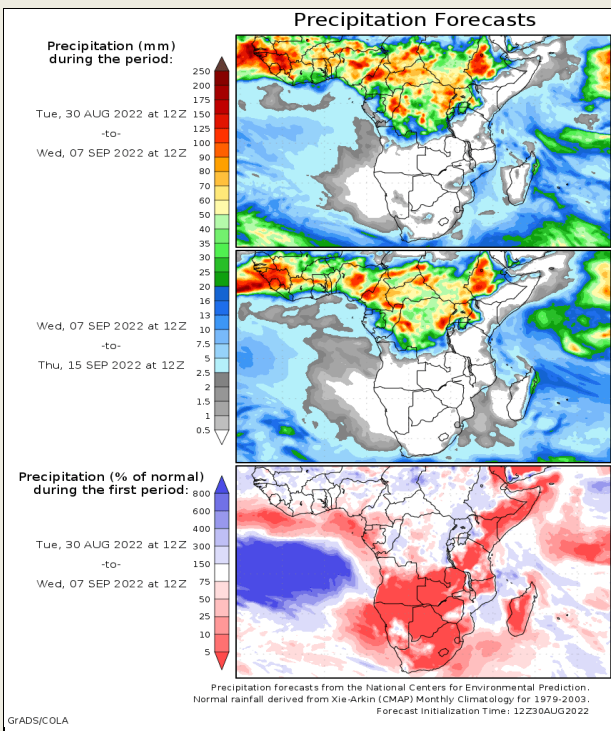 Precipitation Forecasts
Precipitation (mm)
during the period:
Tue, 30 AUG 2022 at 12Z
-to-
Wed, 07 SEP 2022 at 12Z
250
200
175
150
125
100
90
80
70
60
50
40
35
30
25
20
16
13
10
7.5
5
2.5
2
1.5
1
0.5
Wed, 07 SEP 2022 at 12Z
-to-
Thu, 15 SEP 2022 at 12Z
Precipitation (% of normal)
during the first period:
Tue, 30 AUG 2022 at 12Z
-to-
Wed, 07 SEP 2022 at 12Z
800
600
400
300
150
75
50
25
10
5
Precipitation forecasts from the National Centers for Environmental Prediction.
Normal rainfall derived from Xie-Arkin (CMAP) Monthly Climatology for 1979-2003.
Forecast Initialization Time: 12Z30AUG2022
GrADS/COLA